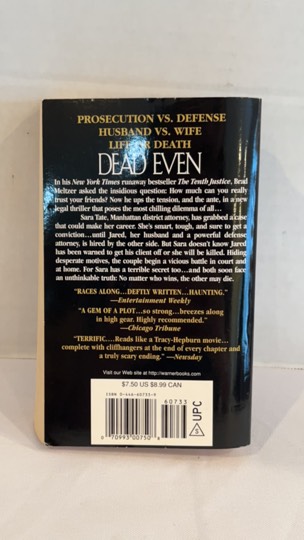 PROSECUTION VS. DEFENSE
HUSBAND VS. WIFE
LIFE OR DEATH
DEAD EVEN
In his New York Times runaway bestseller The Tenth Justice, Brad
Meltzer asked the insidious question: How much can you really
trust your friends? Now he ups the tension, and the ante, in a new
legal thriller that poses the most chilling dilemma of all...
Sara Tate, Manhattan district attorney, has grabbed a case
that could make her career. She's smart, tough, and sure to get a
conviction...until Jared, her husband and a powerful defense
attorney, is hired by the other side. But Sara doesn't know Jared
has been warned to get his client off or she will be killed. Hiding
desperate motives, the couple begin a vicious battle in court and
at home. For Sara has a terrible secret too...and both soon face
an unthinkable truth: No matter who wins, the other may die.
"RACES ALONG...DEFTLY WRITTEN...HAUNTING."
—Entertainment Weekly
"A GEM OF A PLOT...so strong...breezes along
in high gear. Highly recommended."
—Chicago Tribune
"TERRIFIC....Reads like a Tracy-Hepburn movie...
complete with cliffhangers at the end of every chapter and
a truly scary ending." —Newsday
Visit our Web site at http://warnerbooks.com
$7.50 US $8.99 CAN
ISBN 0-446-60733-9
60733
UPC
S
0 70993 00750 8